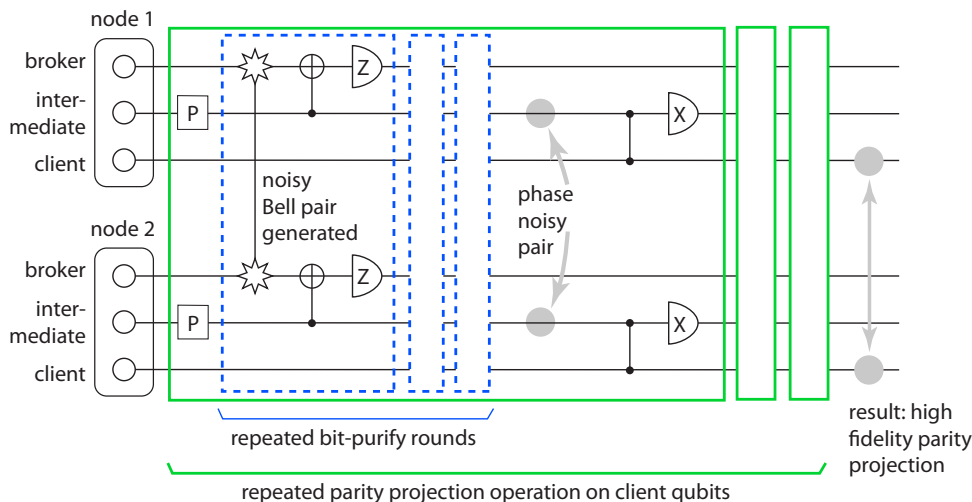 node 1
broker
inter-
mediate
client
P
Z
X
noisy
Bell pair
generated
phase
noisy
pair
node 2
broker
inter-
mediate
client
P
Z
X
repeated bit-purify rounds
result: high
fidelity parity
projection
repeated parity projection operation on client qubits